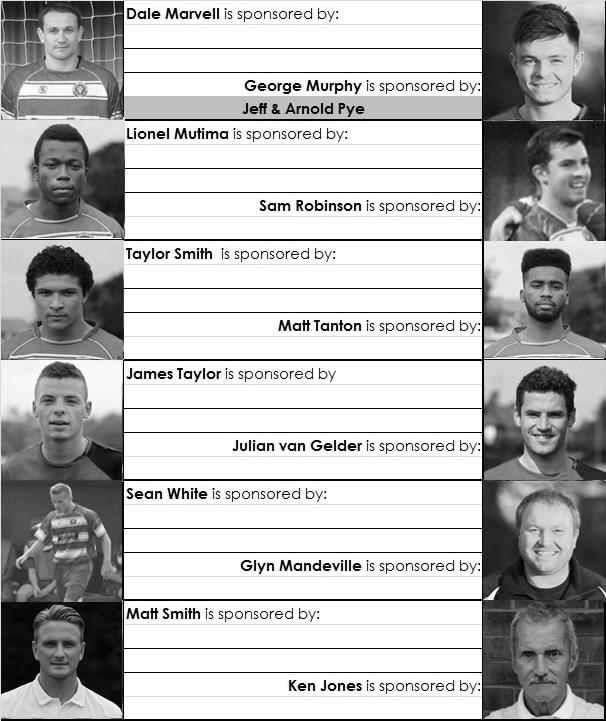 Dale Marvell is sponsored by:
George Murphy is sponsored by:
Jeff & Arnold Pye
Lionel Mutima is sponsored by:
Sam Robinson is sponsored by:
Taylor Smith is sponsored by:
Matt Tanton is sponsored by:
James Taylor is sponsored by
Julian van Gelder is sponsored by:
Sean White is sponsored by:
Glyn Mandeville is sponsored by:
Matt Smith is sponsored by:
Ken Jones is sponsored by: